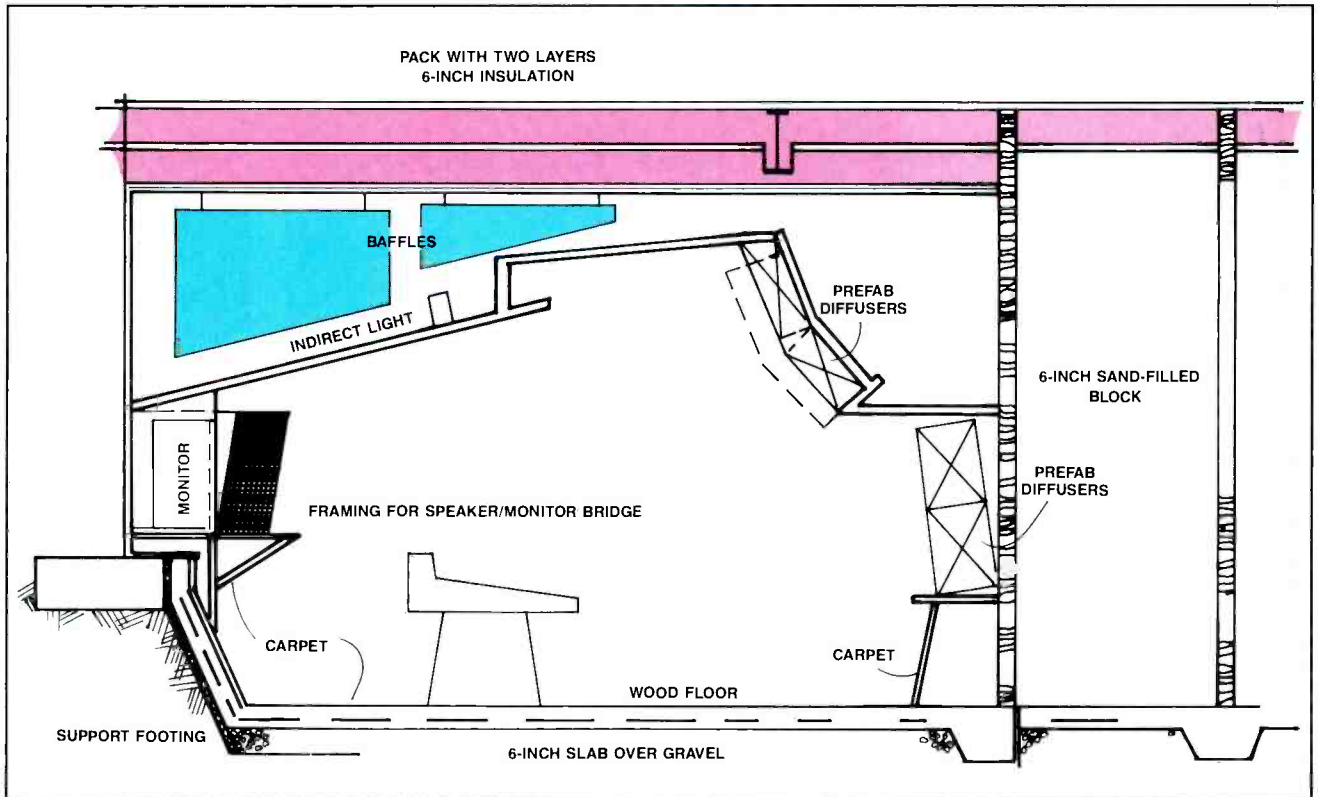 PACK WITH TWO LAYERS
6-INCH INSULATION
BAFFLES
INDIRECT LIGHT
PREFAB
DIFFUSERS
6-INCH SAND-FILLED
BLOCK
MONITOR
PREFAB
DIFFUSERS
FRAMING FOR SPEAKER/MONITOR BRIDGE
CARPET
CARPET
WOOD FLOOR
SUPPORT FOOTING
6-INCH SLAB OVER GRAVEL